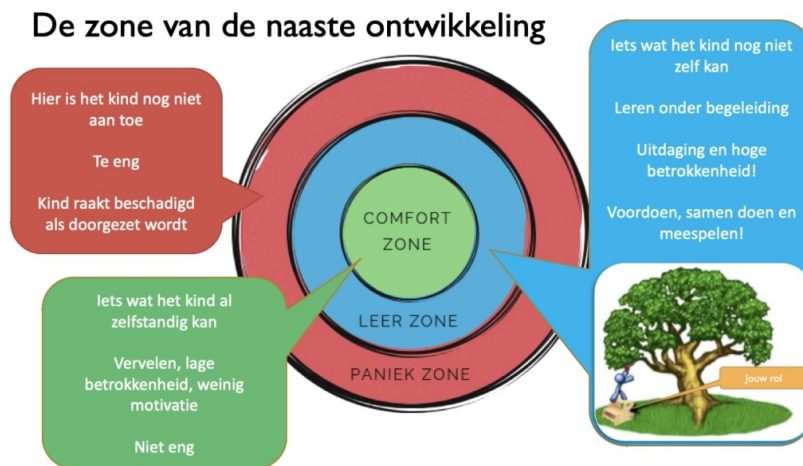 De zone van de naaste ontwikkeling
Hier is het kind nog niet
aan toe
Te eng
Kind raakt beschadigd
als doorgezet wordt
Iets wat het kind nog niet
zelf kan
Leren onder begeleiding
Uitdaging en hoge
betrokkenheid!
Voordoen, samen doen en
meespelen!
COMFORT
ZONE
LEER ZONE
PANIEK ZONE
Iets wat het kind al
zelfstandig kan
Vervelen, lage
betrokkenheid, weinig
motivatie
Niet eng
Jouw rol